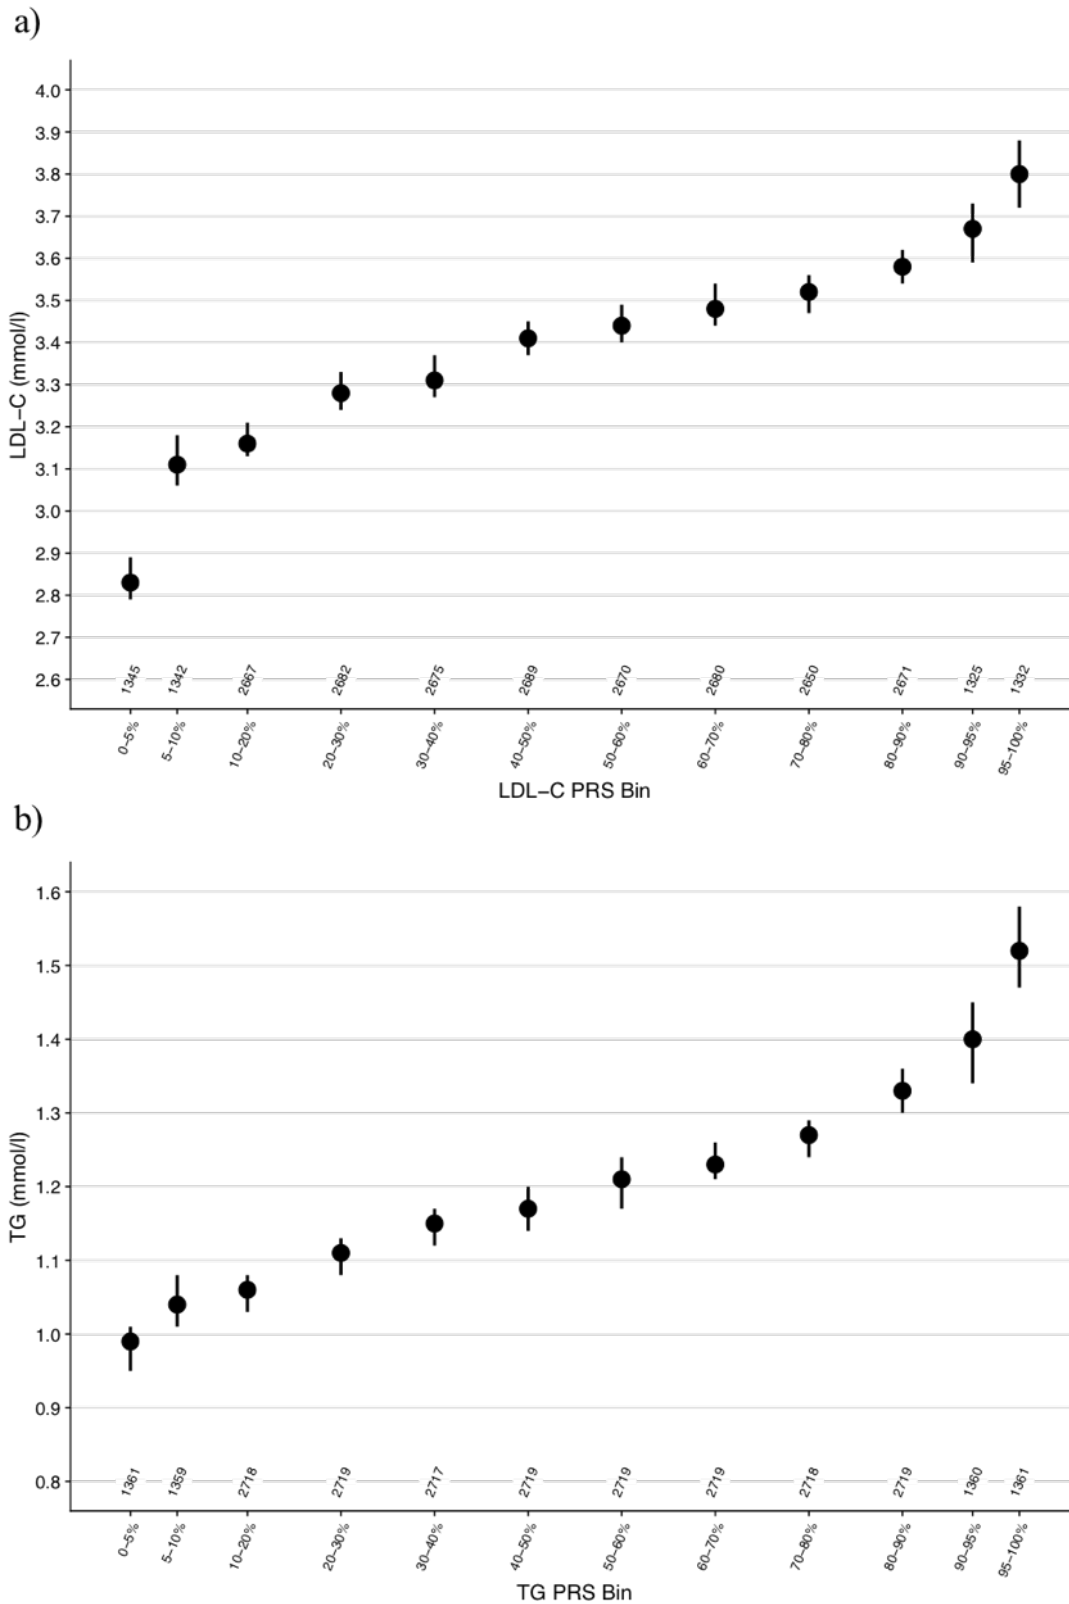 a)
4.0
3.9
3.8
3.7
3.6
3.5
3.4
3.3
3.2
3.1
3.0
2.9
2.8
2.7
2.6
LDL−C (mmol/l)
1345 1342 2667 2682 2675 2689 2670 2680 2650 2671 1325 1332
0−5% 5−10% 10−20% 20−30% 30−40% 40−50% 50−60% 60−70% 70−80% 80−90% 90−95% 95−100%
LDL−C PRS Bin
b)
1.6
1.5
1.4
1.3
1.2
1.1
1.0
0.9
0.8
TG (mmol/l)
1361 1359 2718 2719 2717 2719 2719 2719 2718 2719 1360 1361
0−5% 5−10% 10−20% 20−30% 30−40% 40−50% 50−60% 60−70% 70−80% 80−90% 90−95% 95−100%
TG PRS Bin